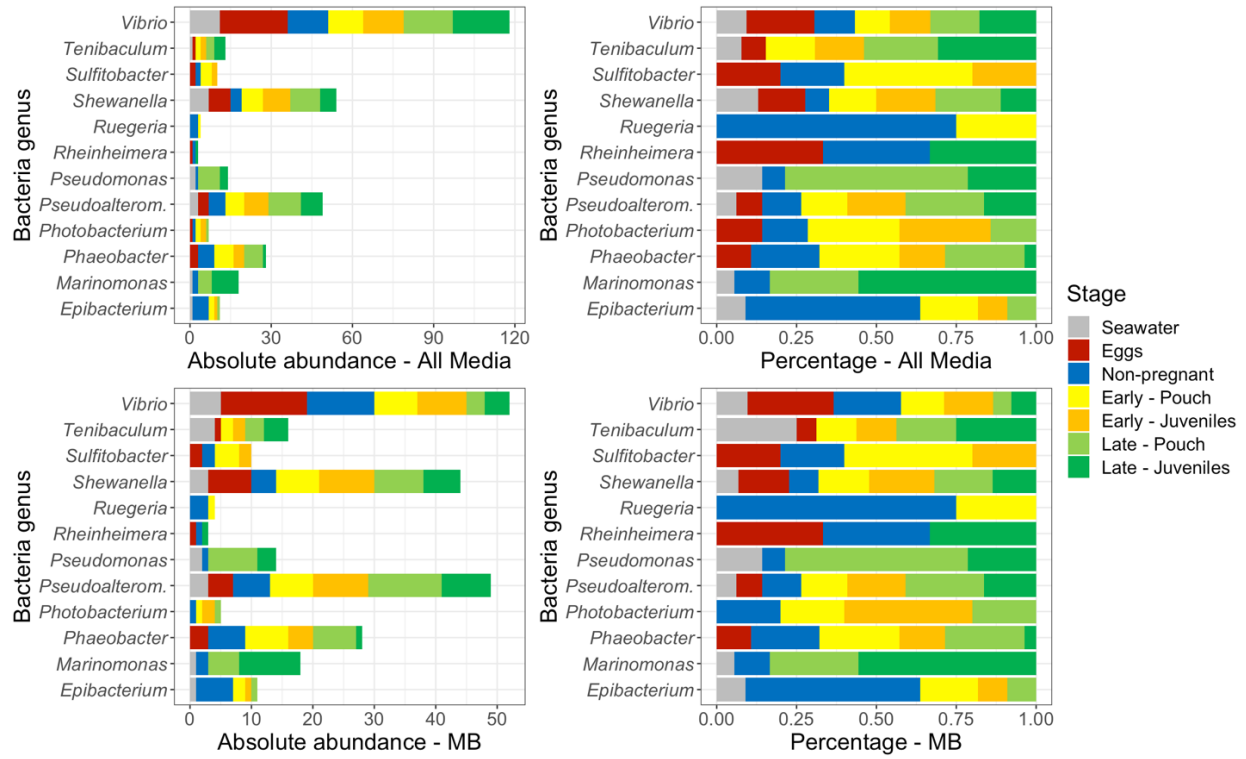 Bacteria genus
Vibrio
Tenibaculum
Sulfitobacter
Shewanella
Ruegeria
Rheinheimera
Pseudomonas
Pseudoalterom.
Photobacterium
Phaeobacter
Marinomonas
Epibacterium
0 30 60 90 120
Absolute abundance - All Media
Bacteria genus
Vibrio
Tenibaculum
Sulfitobacter
Shewanella
Ruegeria
Rheinheimera
Pseudomonas
Pseudoalterom.
Photobacterium
Phaeobacter
Marinomonas
Epibacterium
0.00 0.25 0.50 0.75 1.00
Percentage - All Media
Stage
Seawater
Eggs
Non-pregnant
Early - Pouch
Early - Juveniles
Late - Pouch
Late - Juveniles
Bacteria genus
Vibrio
Tenibaculum
Sulfitobacter
Shewanella
Ruegeria
Rheinheimera
Pseudomonas
Pseudoalterom.
Photobacterium
Phaeobacter
Marinomonas
Epibacterium
0 10 20 30 40 50
Absolute abundance - MB
Bacteria genus
Vibrio
Tenibaculum
Sulfitobacter
Shewanella
Ruegeria
Rheinheimera
Pseudomonas
Pseudoalterom.
Photobacterium
Phaeobacter
Marinomonas
Epibacterium
0.00 0.25 0.50 0.75 1.00
Percentage - MB